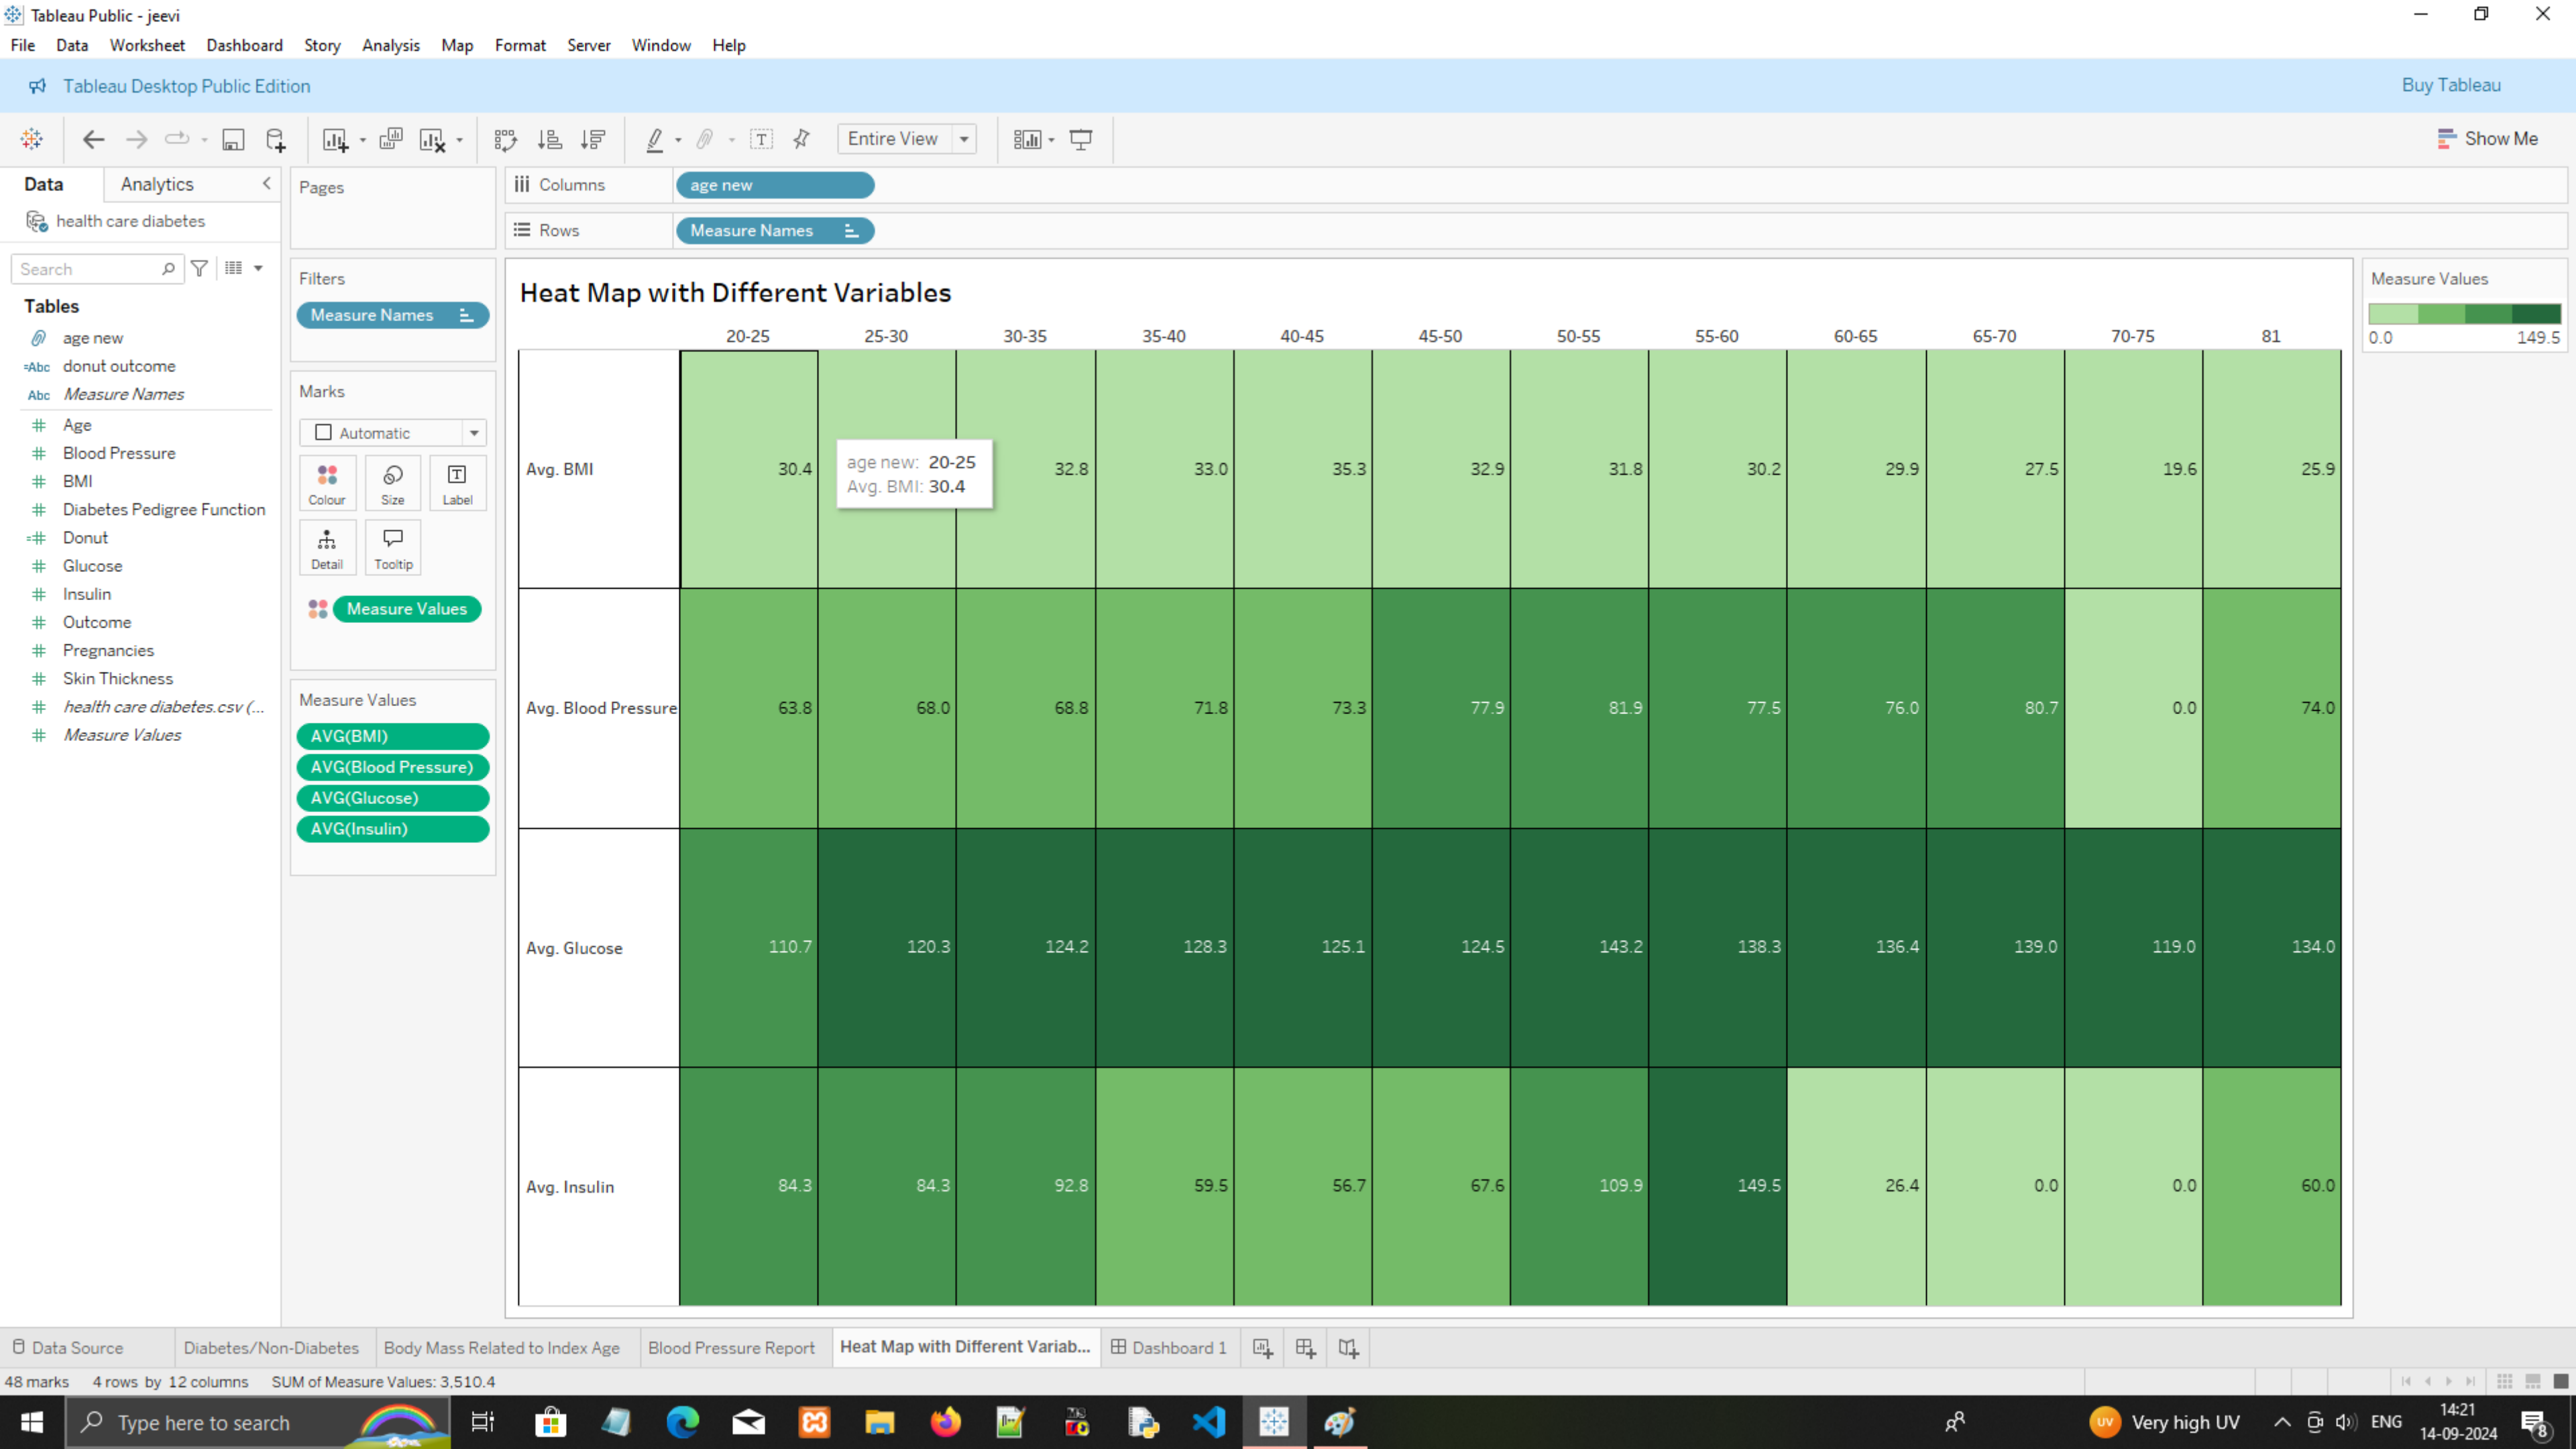 Tableau Public - jeevi
File Data Worksheet Dashboard Story Analysis Map Format Server Window Help
Tableau Desktop Public Edition
Buy Tableau
Entire View
Show Me
Data Analytics
health care diabetes
Search
Tables
age new
=Abc donut outcome
Abc Measure Names
# Age
# Blood Pressure
# BMI
# Diabetes Pedigree Function
=# Donut
# Glucose
# Insulin
# Outcome
# Pregnancies
# Skin Thickness
# health care diabetes.csv (...
# Measure Values
Pages
Filters
Measure Names
Marks
Automatic
Colour Size Label
Detail Tooltip
Measure Values
Measure Values
AVG(BMI)
AVG(Blood Pressure)
AVG(Glucose)
AVG(Insulin)
Columns age new
Rows Measure Names
Heat Map with Different Variables
20-25 25-30 30-35 35-40 40-45 45-50 50-55 55-60 60-65 65-70 70-75 81
Avg. BMI 30.4 32.8 33.0 35.3 32.9 31.8 30.2 29.9 27.5 19.6 25.9
age new: 20-25
Avg. BMI: 30.4
Avg. Blood Pressure 63.8 68.0 68.8 71.8 73.3 77.9 81.9 77.5 76.0 80.7 0.0 74.0
Avg. Glucose 110.7 120.3 124.2 128.3 125.1 124.5 143.2 138.3 136.4 139.0 119.0 134.0
Avg. Insulin 84.3 84.3 92.8 59.5 56.7 67.6 109.9 149.5 26.4 0.0 0.0 60.0
Measure Values
0.0 149.5
Data Source Diabetes/Non-Diabetes Body Mass Related to Index Age Blood Pressure Report Heat Map with Different Variab... Dashboard 1
48 marks 4 rows by 12 columns SUM of Measure Values: 3,510.4
Type here to search
UV Very high UV
ENG
14:21
14-09-2024
8